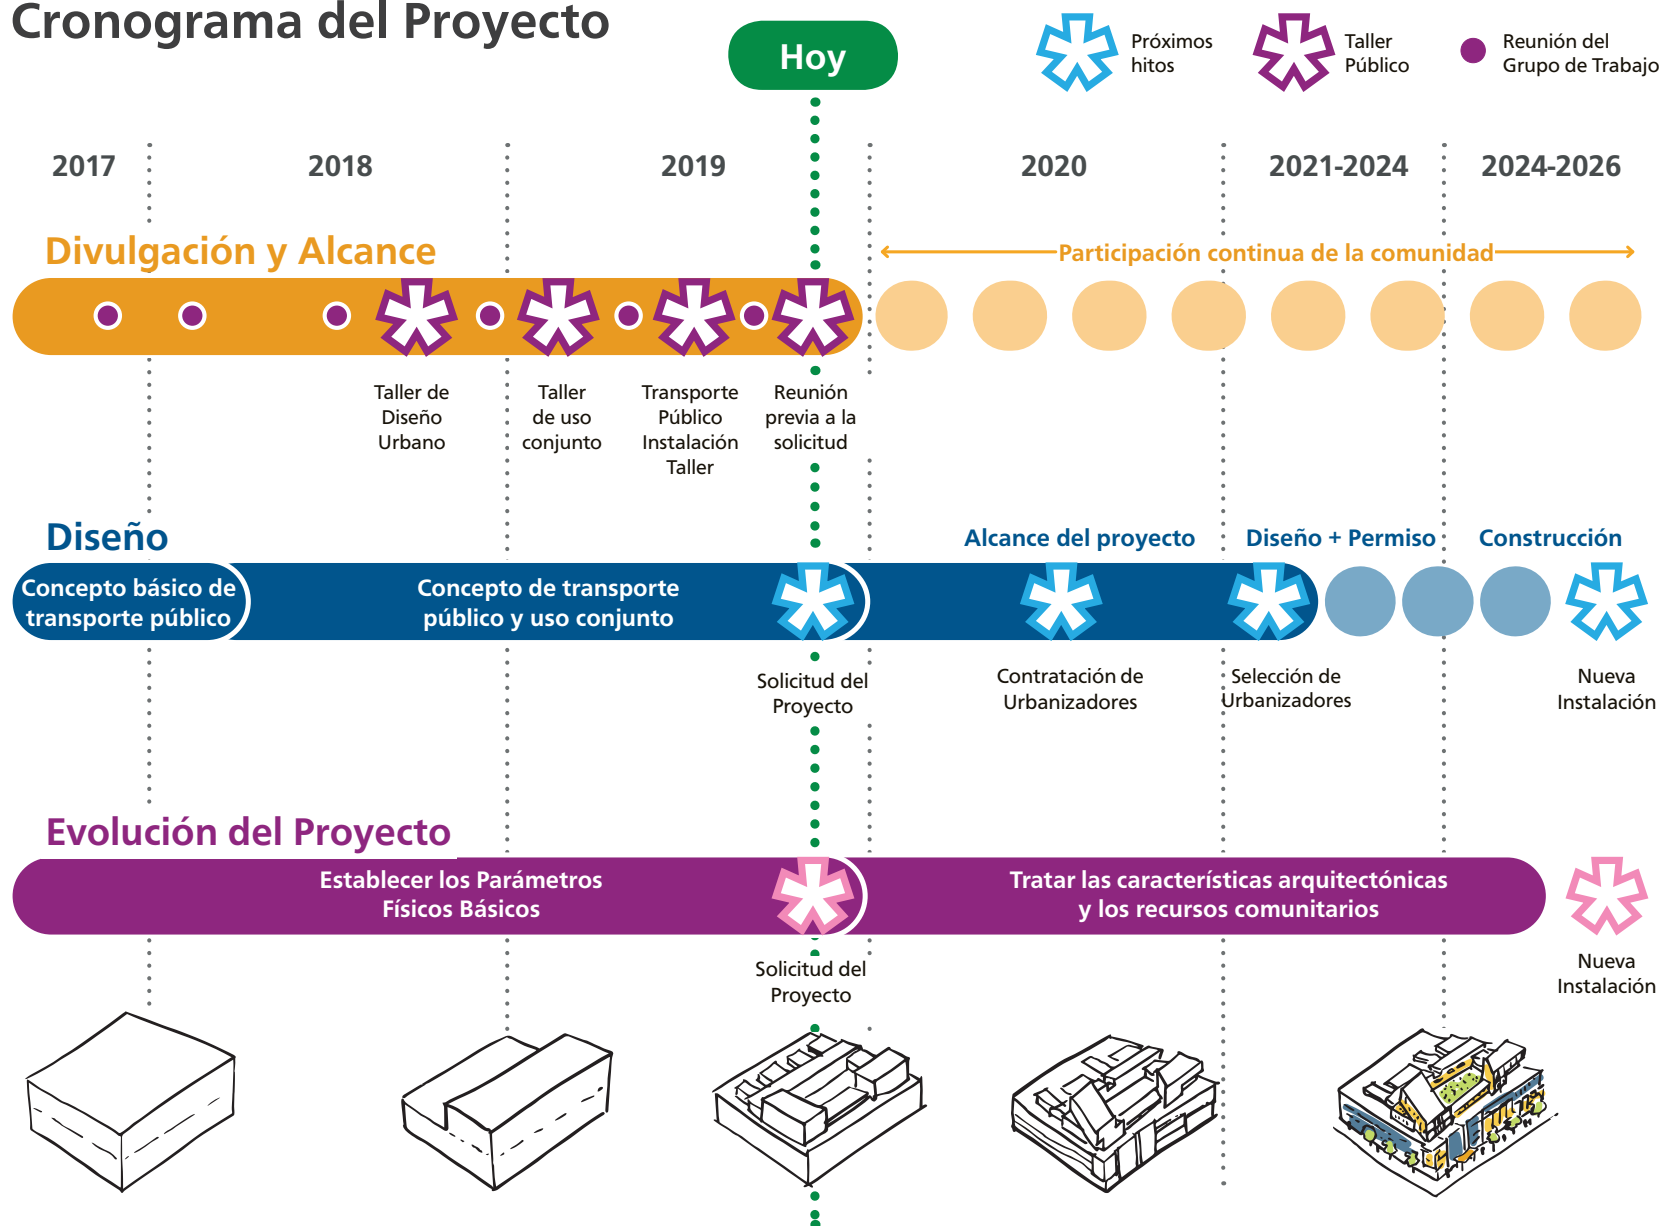 Cronograma del Proyecto
Hoy
Próximos
hitos
Taller
Público
Reunión del
Grupo de Trabajo
2017
2018
2019
2020
2021-2024
2024-2026
Divulgación y Alcance
Participación continua de la comunidad
Taller de
Diseño
Urbano
Taller
de uso
conjunto
Transporte
Público
Instalación
Taller
Reunión
previa a la
solicitud
Diseño
Alcance del proyecto
Diseño + Permiso
Construcción
Concepto básico de
transporte público
Concepto de transporte
público y uso conjunto
Solicitud del
Proyecto
Contratación de
Urbanizadores
Selección de
Urbanizadores
Nueva
Instalación
Evolución del Proyecto
Establecer los Parámetros
Físicos Básicos
Tratar las características arquitectónicas
y los recursos comunitarios
Solicitud del
Proyecto
Nueva
Instalación